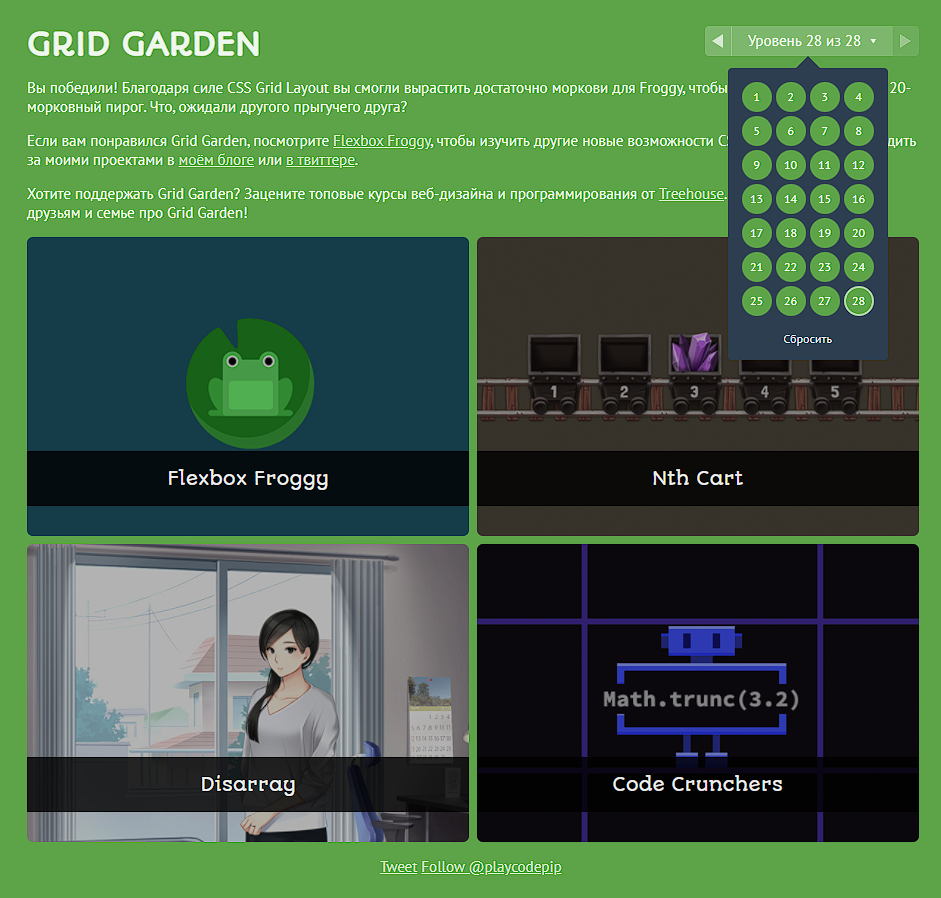 GRID GARDEN
Уровень 28 из 28
Вы победили! Благодаря силе CSS Grid Layout вы смогли вырастить достаточно моркови для Froggy, чтобы 20-
морковный пирог. Что, ожидали другого прыгучего друга?
Если вам понравился Grid Garden, посмотрите Flexbox Froggy, чтобы изучить другие новые возможности
за моими проектами в моём блоге или в твиттере.
Хотите поддержать Grid Garden? Зацените топовые курсы веб-дизайна и программирования от Treehouse.
друзьям и семье про Grid Garden!
1 2 3 4
5 6 7 8
9 10 11 12
13 14 15 16
17 18 19 20
21 22 23 24
25 26 27 28
Сбросить
1 2 3 4 5
Flexbox Froggy
Nth Cart
Math.trunc(3.2)
Disarray
Code Crunchers
Tweet Follow @playcodepip